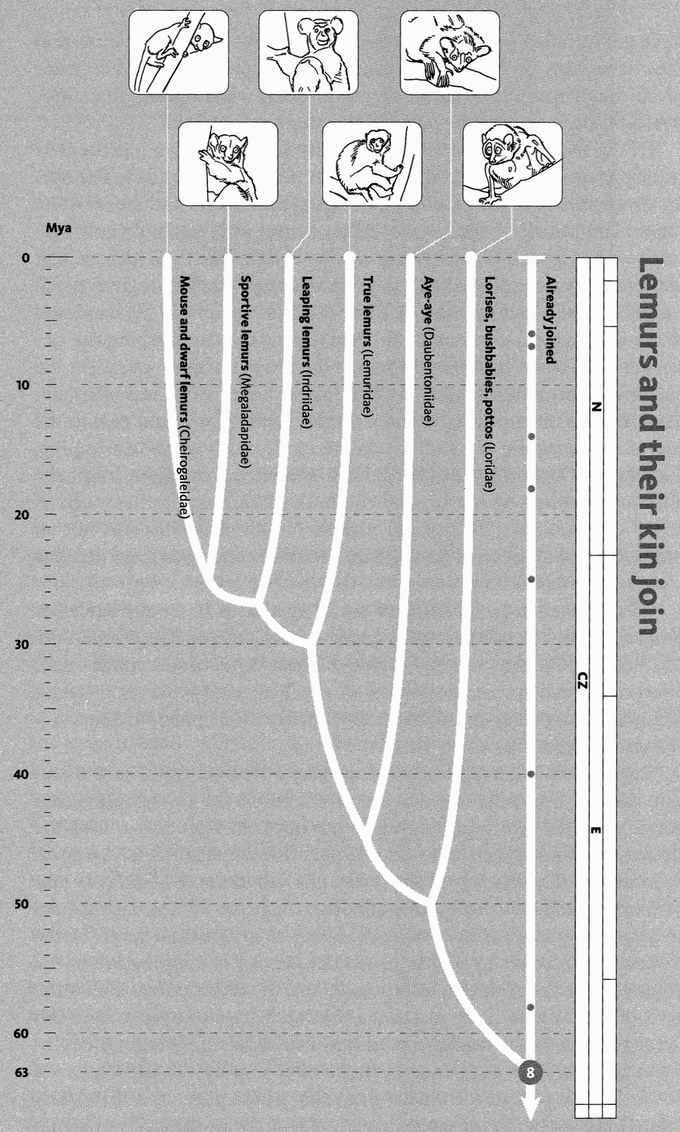 Lemurs and their kin join
Mya
0
10
20
30
40
50
60
63
Mouse and dwarf lemurs (Cheirogaleidae)
Sportive lemurs (Megaladapidae)
Leaping lemurs (Indriidae)
True lemurs (Lemuridae)
Aye-aye (Daubentoniidae)
Lorises, bushbabies, pottos (Loridae)
Already joined
N
CZ
E
8